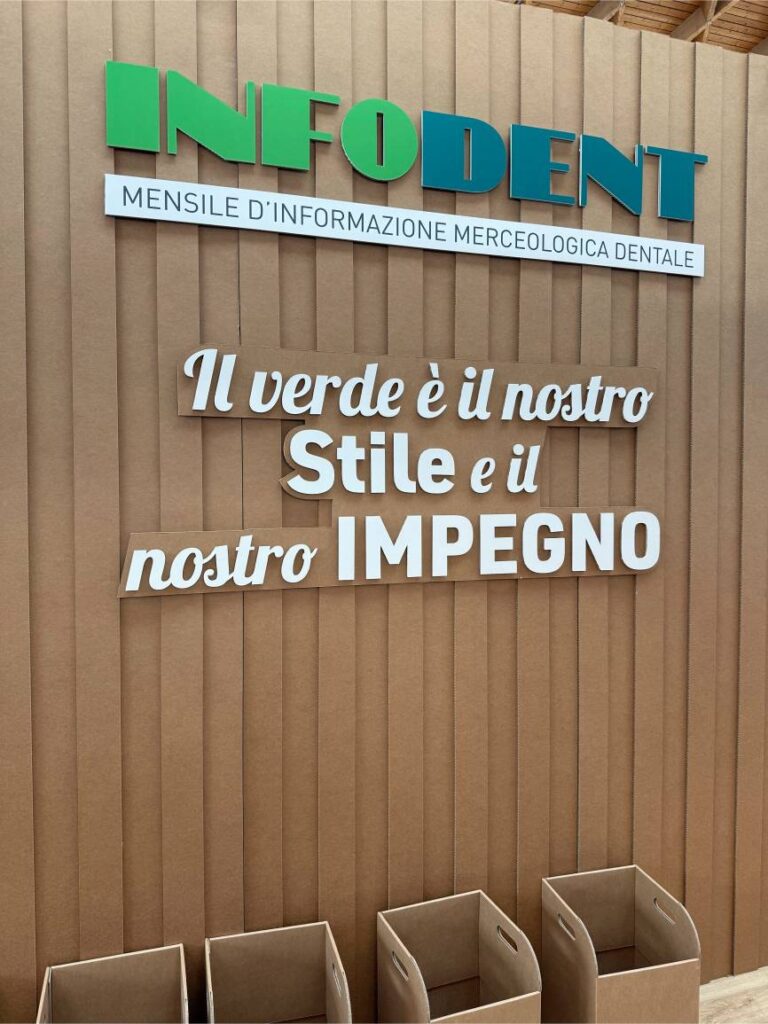 INFODENT
MENSILE D'INFORMAZIONE MERCEOLOGICA DENTALE
Il verde è il nostro
Stile e il
nostro IMPEGNO